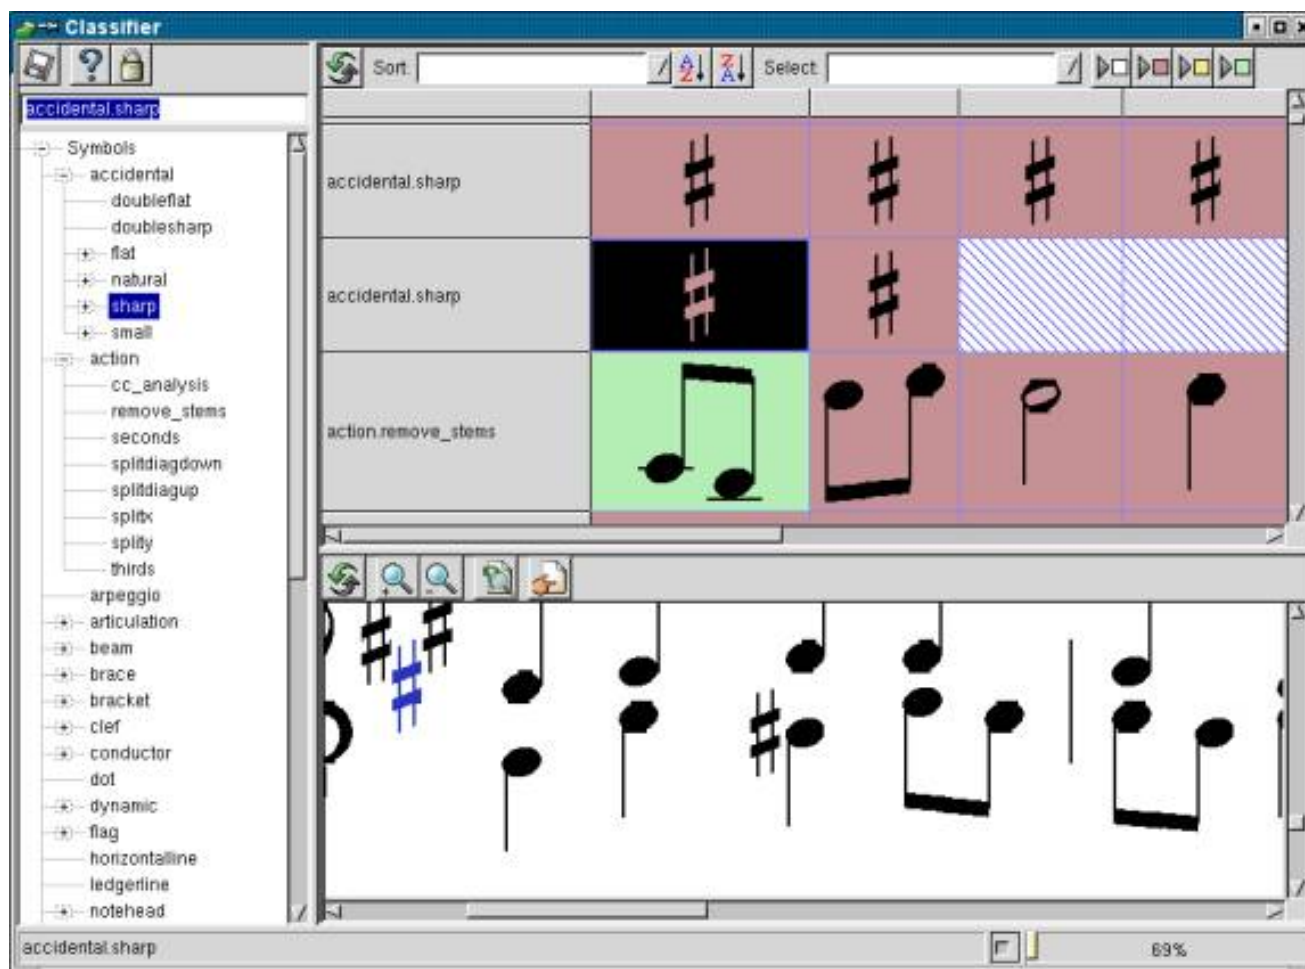 Classifier
Sort:
Select:
accidental.sharp
Symbols
accidental
doubleflat
doublesharp
flat
natural
sharp
small
action
cc_analysis
remove_stems
seconds
splitdiagdown
splitdiagup
splitx
splity
thirds
arpeggio
articulation
beam
brace
bracket
clef
conductor
dot
dynamic
flag
horizontalline
ledgerline
notehead
accidental.sharp
accidental.sharp
action.remove_stems
accidental.sharp
69%